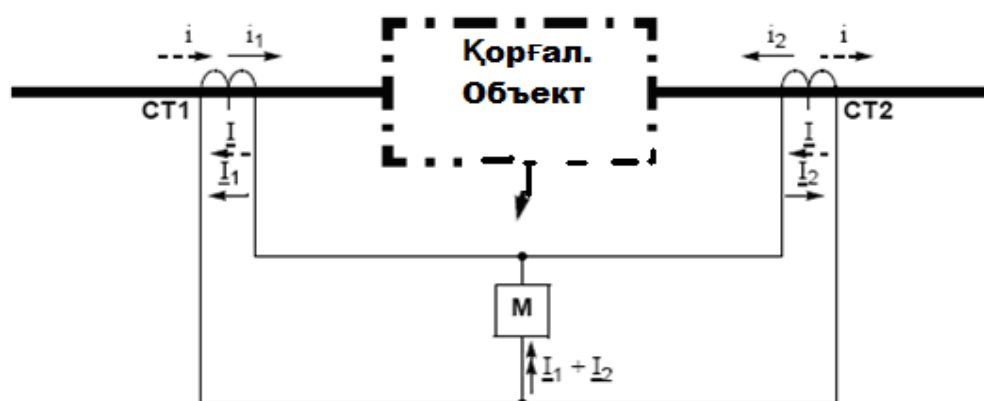 i i₁
Қорғал.
Объект
i₂ i
CT1
CT2
I
I₁
I
I₂
M
I₁ + I₂